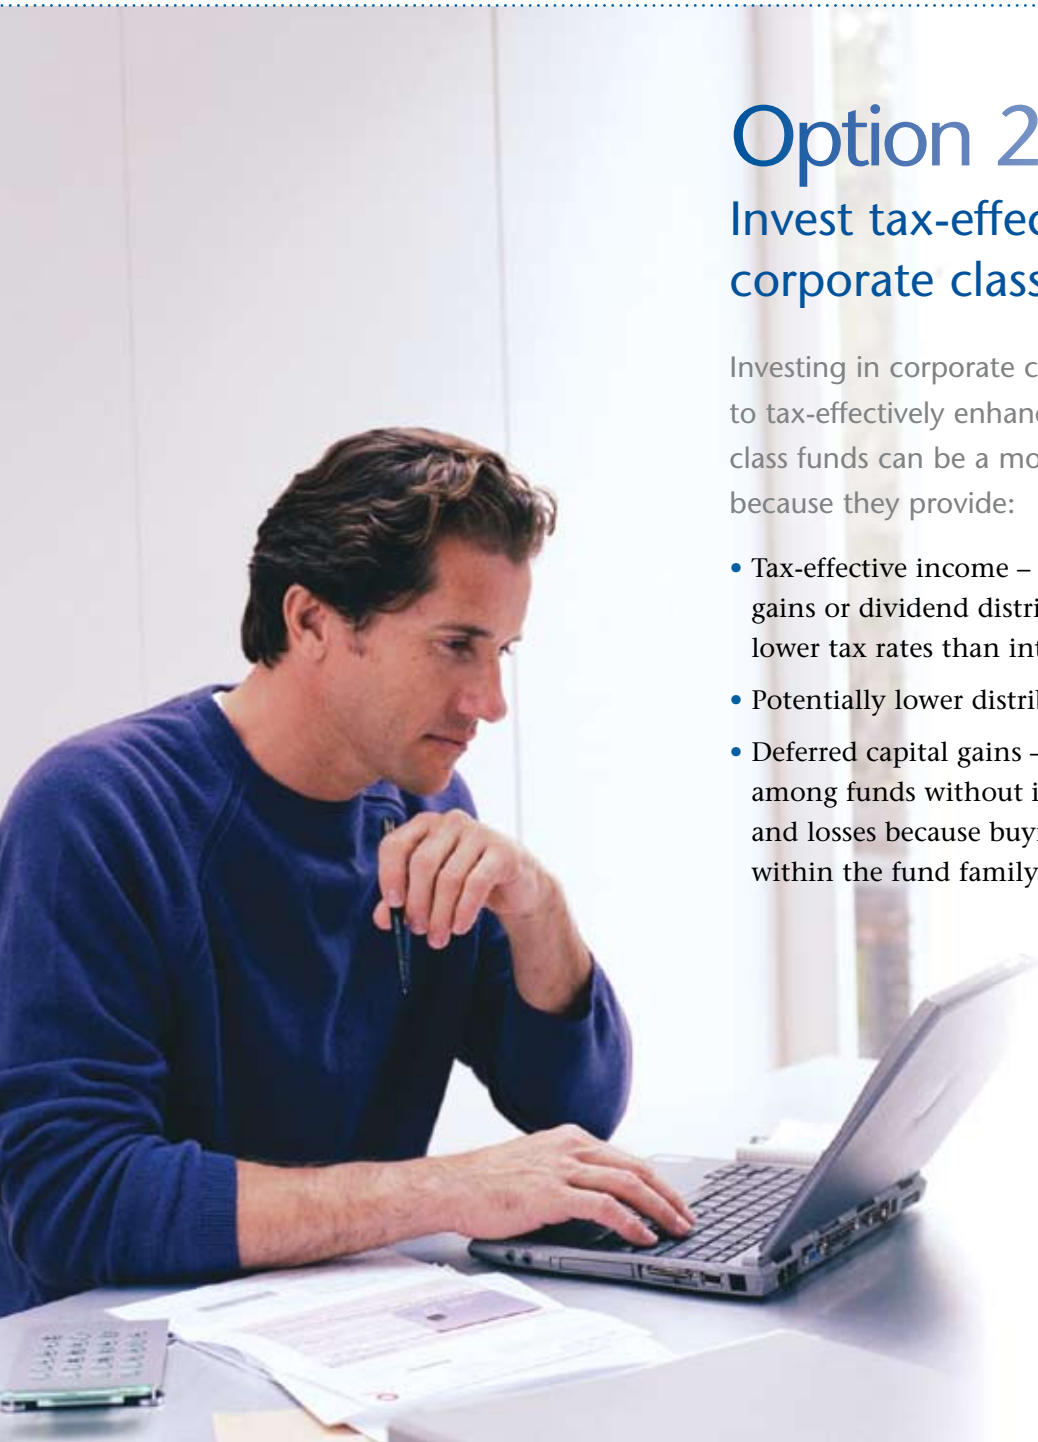 Option 2
Invest tax-effec
corporate class
Investing in corporate c
to tax-effectively enhanc
class funds can be a mo
because they provide:
• Tax-effective income –
gains or dividend distri
lower tax rates than int
• Potentially lower distrib
• Deferred capital gains –
among funds without i
and losses because buyi
within the fund family